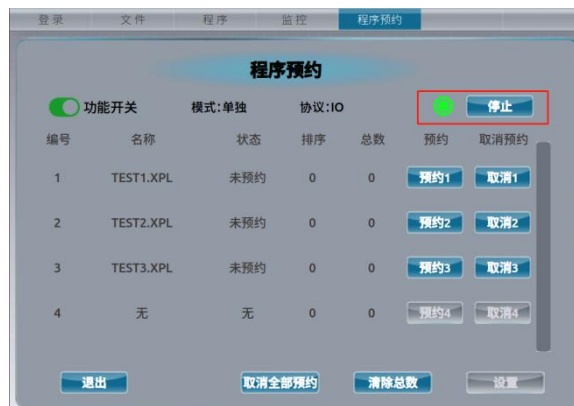 登录 文件 程序 监控 程序预约
程序预约
功能开关 模式:单独 协议:IO 停止
编号 名称 状态 排序 总数 预约 取消预约
1 TEST1.XPL 未预约 0 0 预约1 取消1
2 TEST2.XPL 未预约 0 0 预约2 取消2
3 TEST3.XPL 未预约 0 0 预约3 取消3
4 无 无 0 0 预约4 取消4
退出 取消全部预约 清除总数 设置